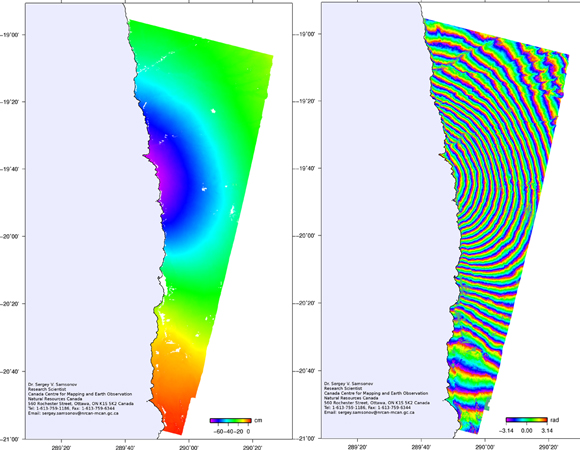 -19°00'
-19°20'
-19°40'
-20°00'
-20°20'
-20°40'
-21°00'
289°20'
289°40'
290°00'
290°20'
Dr. Sergey V. Samsonov
Research Scientist
Canada Centre for Mapping and Earth Observation
Natural Resources Canada
560 Rochester Street, Ottawa, ON K1S 5K2 Canada
Tel: 1-613-759-1186, Fax: 1-613-759-6344
Email: sergey.samsonov@nrcan-rncan.gc.ca
cm
-60 -40 -20 0
-19°00'
-19°20'
-19°40'
-20°00'
-20°20'
-20°40'
-21°00'
289°20'
289°40'
290°00'
290°20'
Dr. Sergey V. Samsonov
Research Scientist
Canada Centre for Mapping and Earth Observation
Natural Resources Canada
560 Rochester Street, Ottawa, ON K1S 5K2 Canada
Tel: 1-613-759-1186, Fax: 1-613-759-6344
Email: sergey.samsonov@nrcan-rncan.gc.ca
rad
-3.14 0.00 3.14